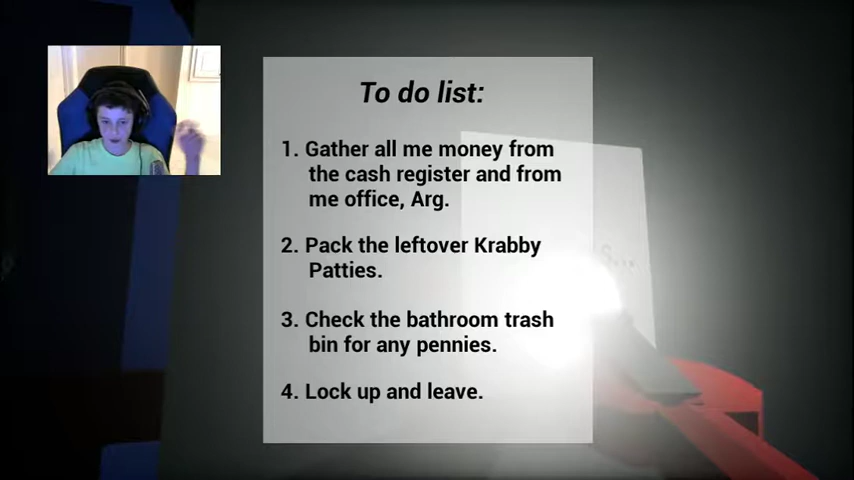 To do list:
1. Gather all me money from
the cash register and from
me office, Arg.
2. Pack the leftover Krabby
Patties.
3. Check the bathroom trash
bin for any pennies.
4. Lock up and leave.